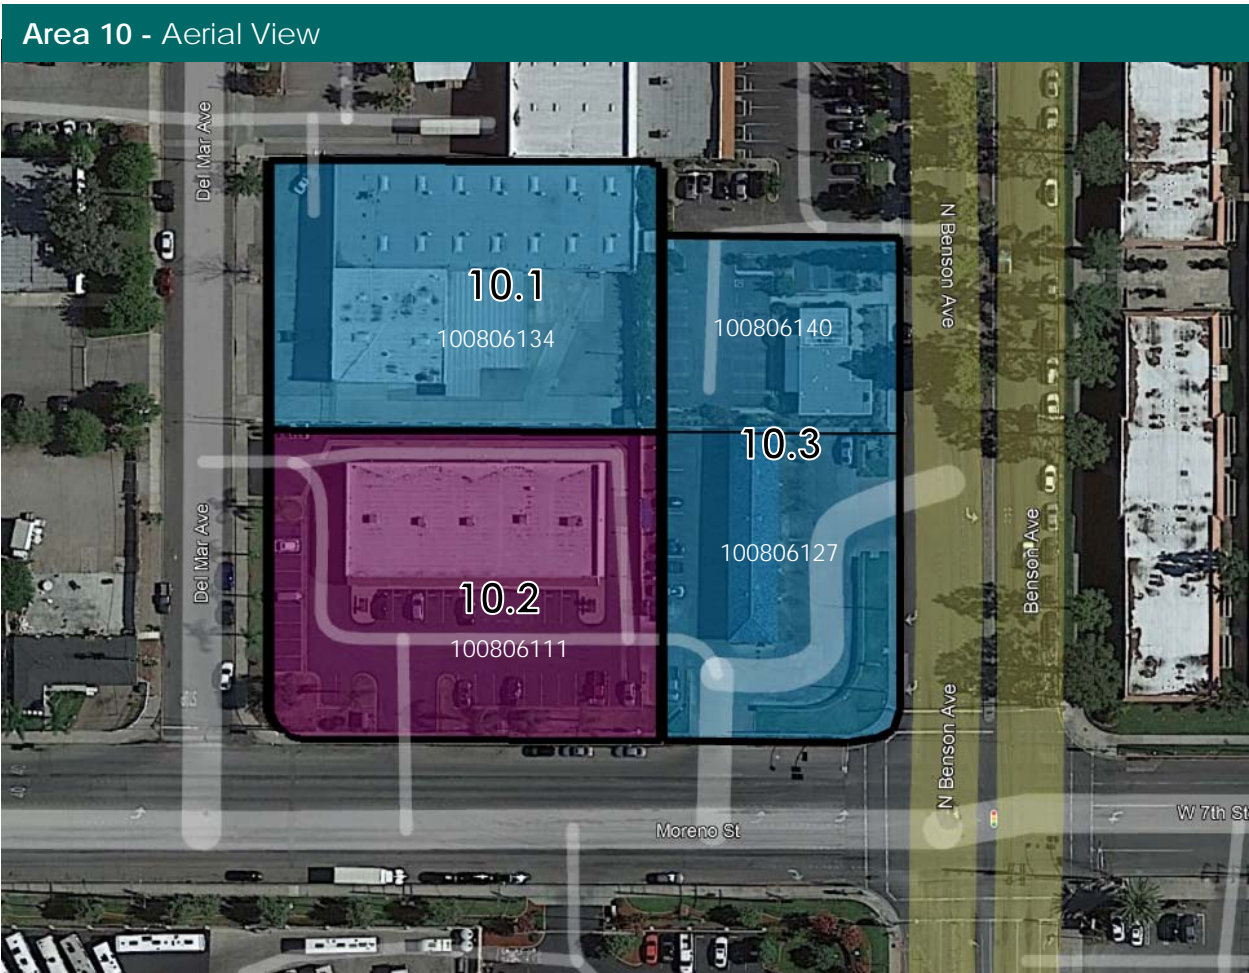 Area 10 - Aerial View
Del Mar Ave
N Benson Ave
10.1
100806134
100806140
10.3
Del Mar Ave
100806127
Benson Ave
10.2
100806111
N Benson Ave
Moreno St
W 7th St